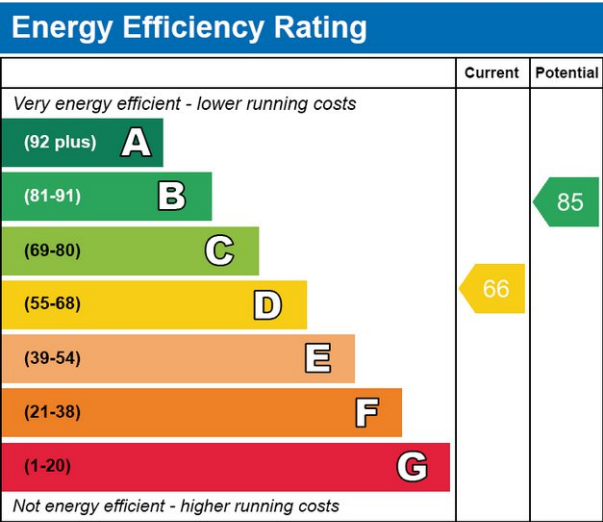 Energy Efficiency Rating
Current Potential
Very energy efficient - lower running costs
(92 plus) A
(81-91) B
85
(69-80) C
(55-68) D
66
(39-54) E
(21-38) F
(1-20) G
Not energy efficient - higher running costs